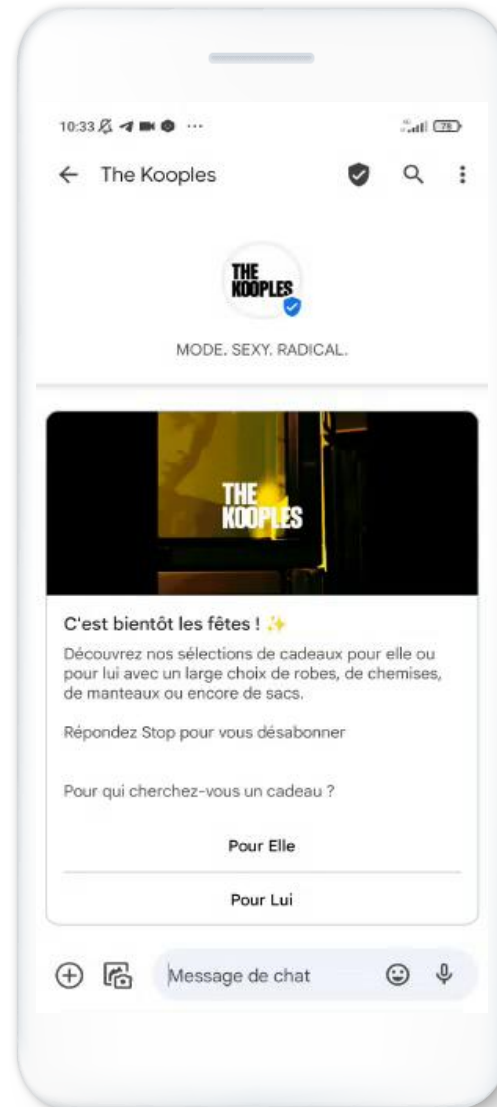 10:33
78
The Kooples
THE
KOOPLES
MODE. SEXY. RADICAL.
THE
KOOPLES
C'est bientôt les fêtes ! ✨
Découvrez nos sélections de cadeaux pour elle ou
pour lui avec un large choix de robes, de chemises,
de manteaux ou encore de sacs.
Répondez Stop pour vous désabonner
Pour qui cherchez-vous un cadeau ?
Pour Elle
Pour Lui
Message de chat